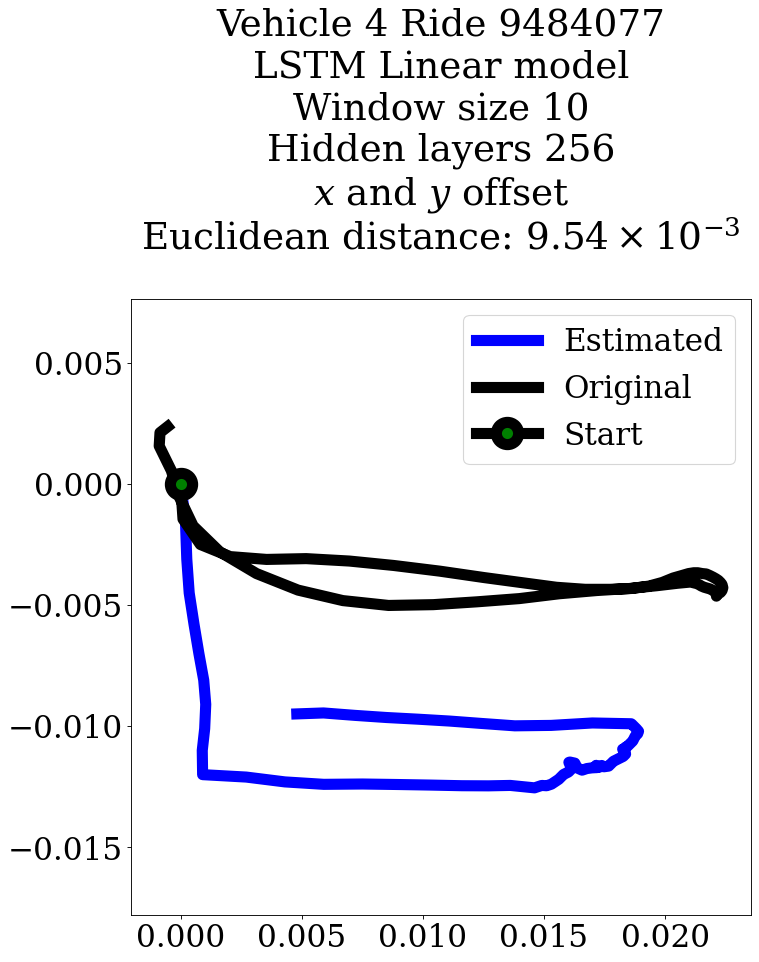 Vehicle 4 Ride 9484077
LSTM Linear model
Window size 10
Hidden layers 256
x and y offset
Euclidean distance: 9.54 × 10⁻³
Estimated
Original
Start
0.005
0.000
−0.005
−0.010
−0.015
0.000 0.005 0.010 0.015 0.020